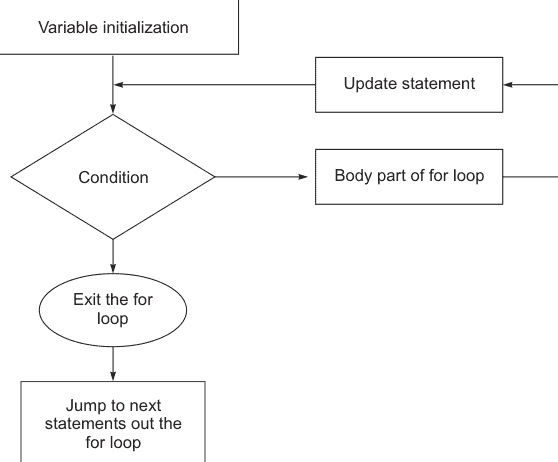 Variable initialization
Update statement
Condition
Body part of for loop
Exit the for
loop
Jump to next
statements out the
for loop